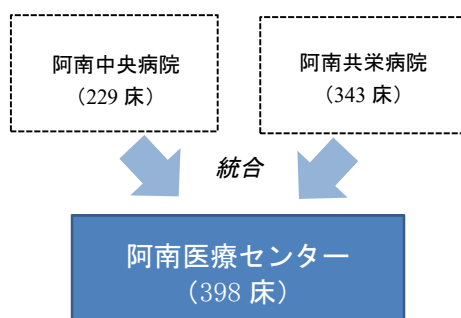 阿南中央病院
（229 床）
阿南共栄病院
（343 床）
統合
阿南医療センター
（398 床）